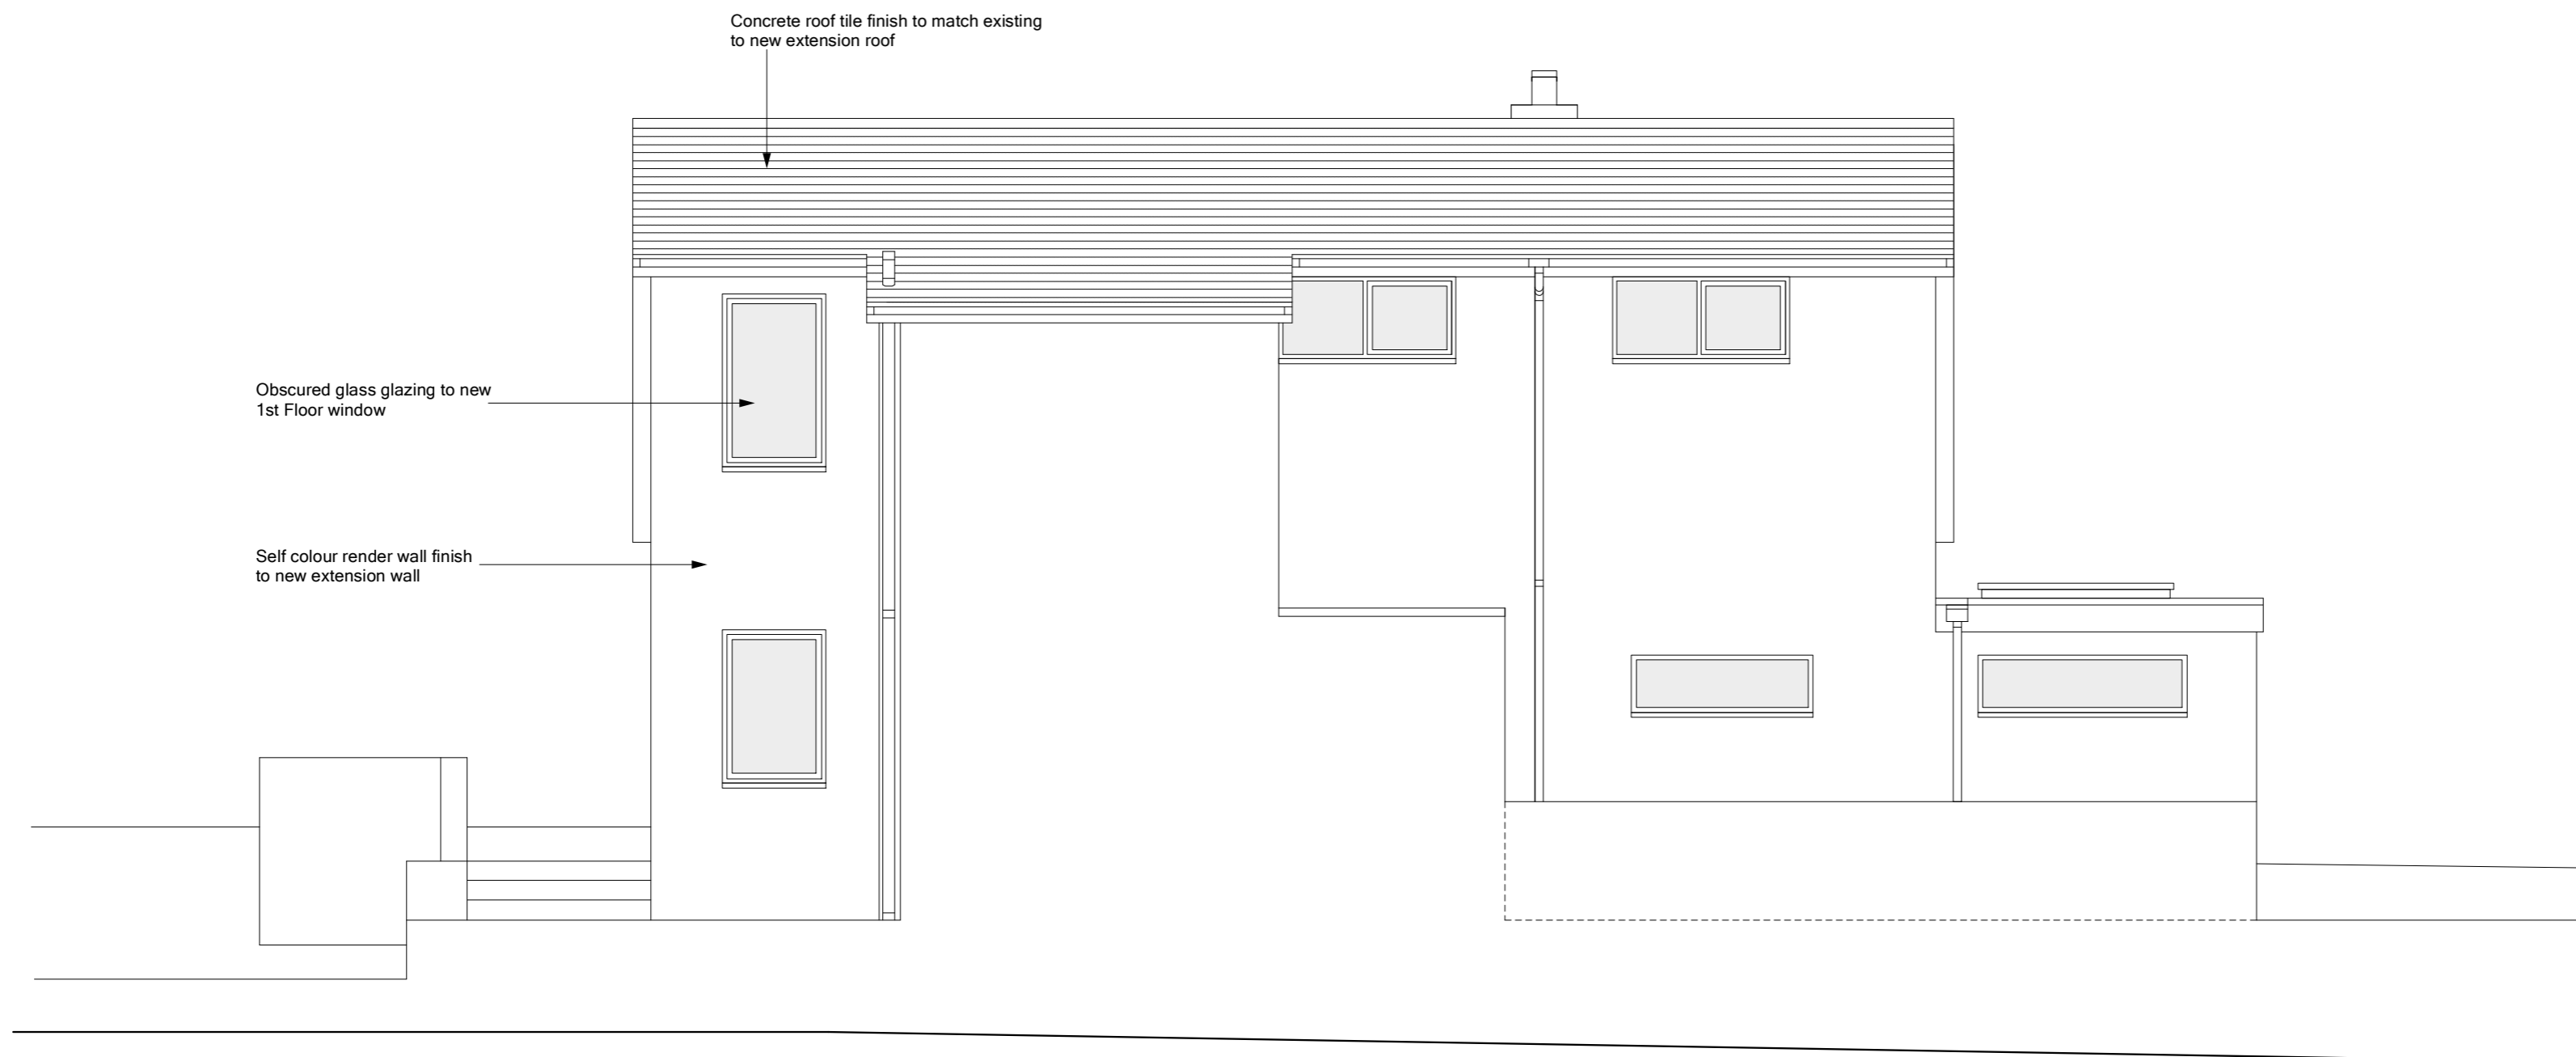 Concrete roof tile finish to match existing
to new extension roof
Obscured glass glazing to new
1st Floor window
Self colour render wall finish
to new extension wall